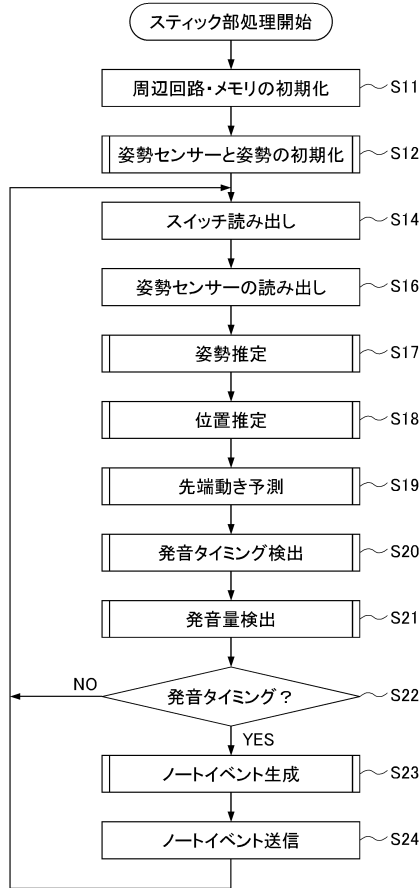 スティック部処理開始
周辺回路・メモリの初期化 S11
姿勢センサーと姿勢の初期化 S12
スイッチ読み出し S14
姿勢センサーの読み出し S16
姿勢推定 S17
位置推定 S18
先端動き予測 S19
発音タイミング検出 S20
発音量検出 S21
NO 発音タイミング? S22
YES
ノートイベント生成 S23
ノートイベント送信 S24